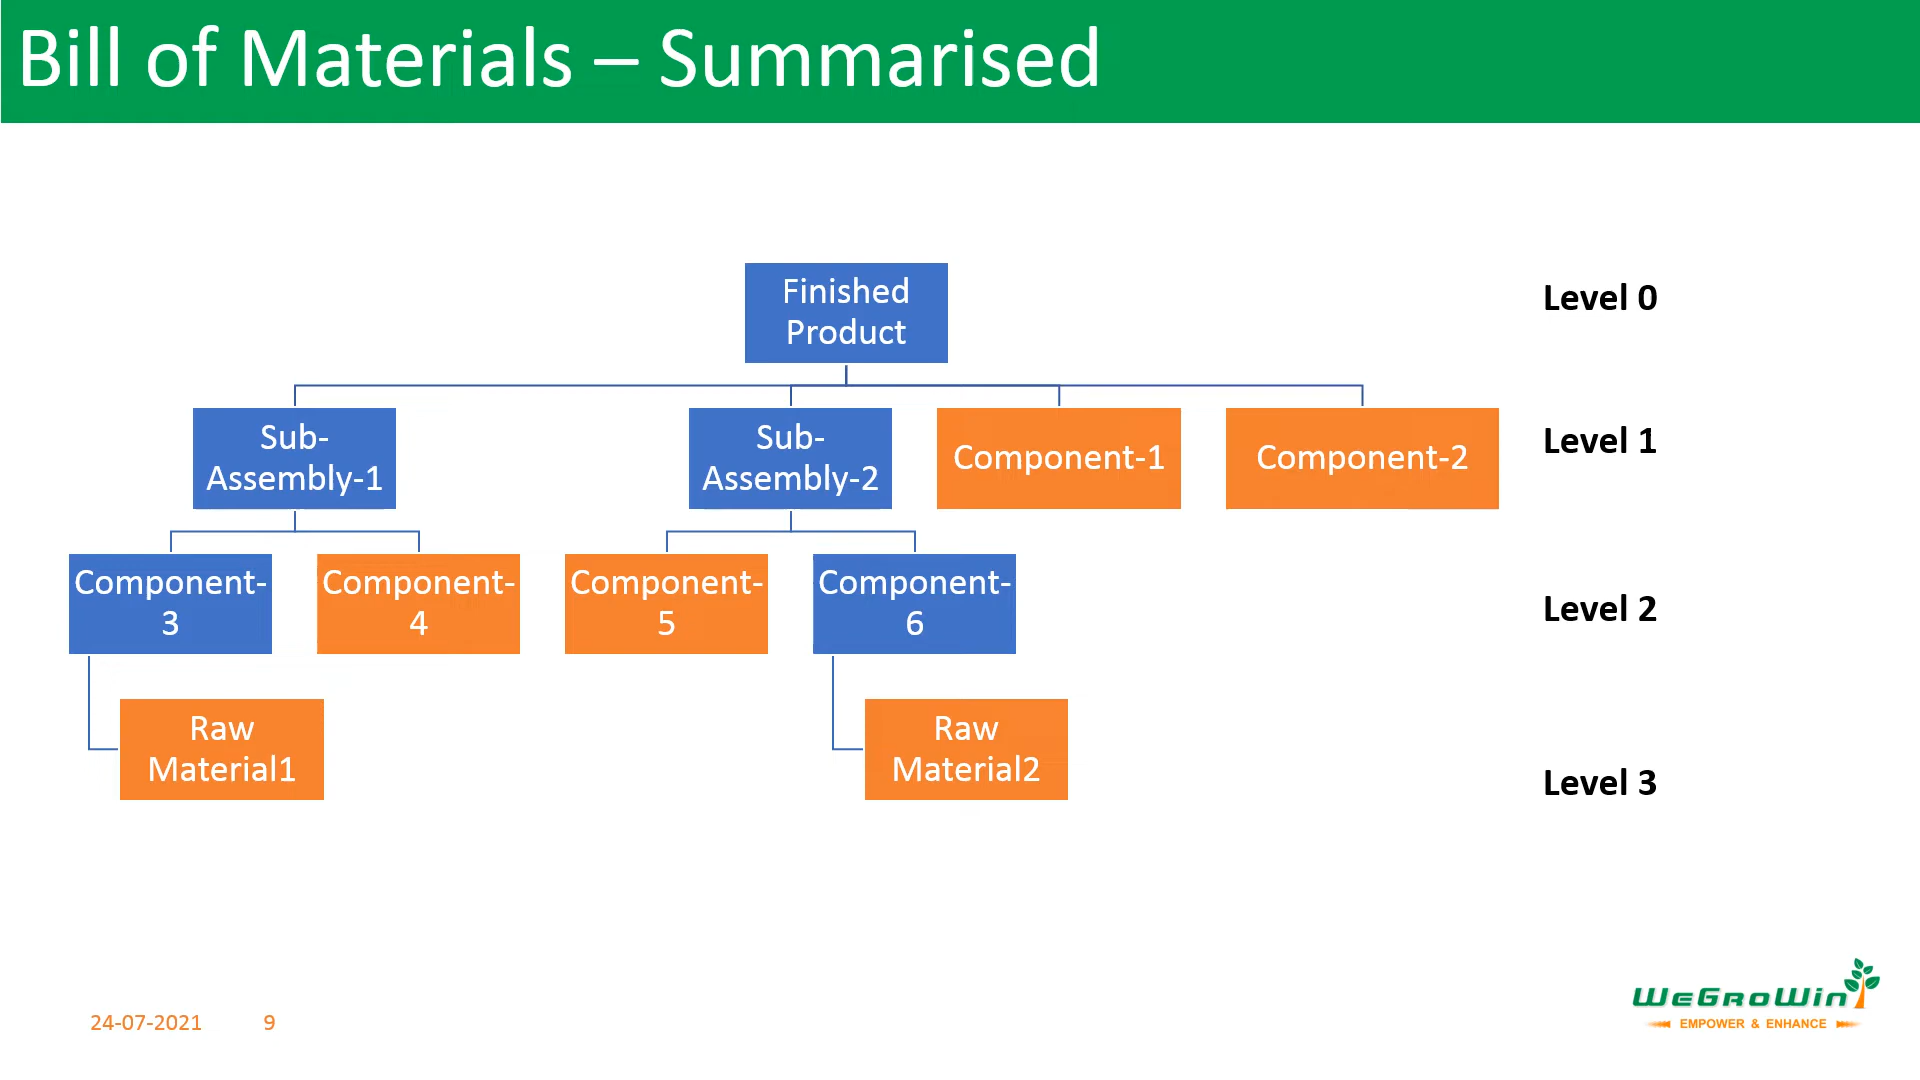 Bill of Materials – Summarised
Finished
Product
Level 0
Sub-
Assembly-1
Sub-
Assembly-2
Component-1
Component-2
Level 1
Component-
3
Component-
4
Component-
5
Component-
6
Level 2
Raw
Material1
Raw
Material2
Level 3
24-07-2021
9
WeGroWin
EMPOWER & ENHANCE